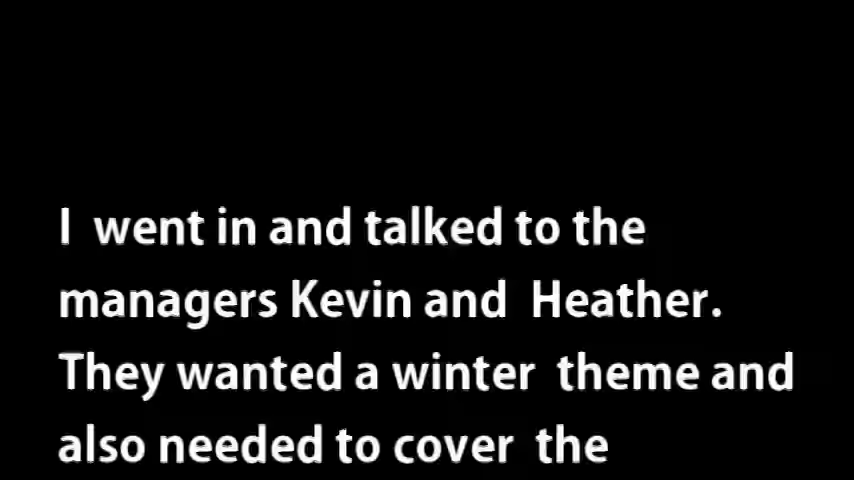 I  went in and talked to the
managers Kevin and  Heather.
They wanted a winter  theme and
also needed to cover  the